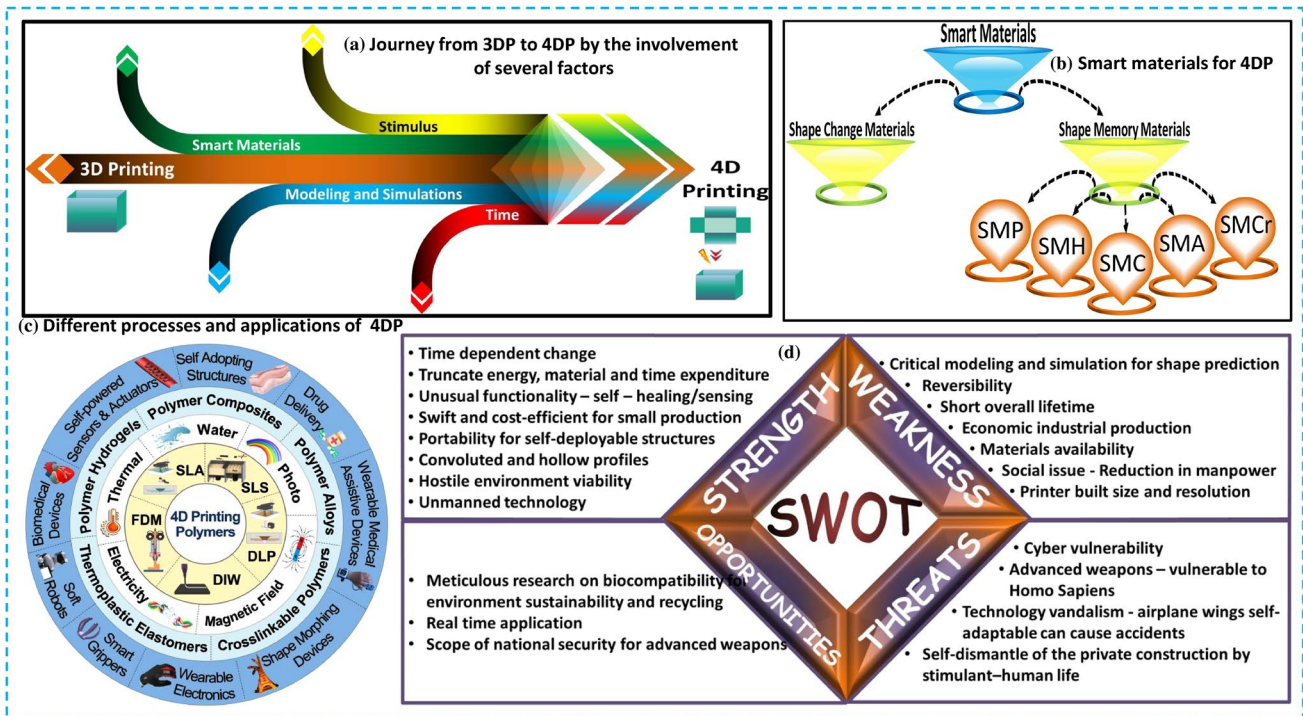 (a) Journey from 3DP to 4DP by the involvement
of several factors
Stimulus
Smart Materials
3D Printing
Modeling and Simulations
Time
4D
Printing
Smart Materials
(b) Smart materials for 4DP
Shape Change Materials
Shape Memory Materials
SMP
SMH
SMC
SMA
SMCr
(c) Different processes and applications of 4DP
4D Printing
Polymers
SLA
SLS
DLP
DIW
FDM
Water
Photo
Magnetic Field
Electricity
Thermal
Polymer Composites
Polymer Alloys
Crosslinkable Polymers
Thermoplastic Elastomers
Polymer Hydrogels
Self Adopting
Structures
Drug
Delivery
Wearable Medical
Assistive Devices
Shape Morphing
Devices
Wearable
Electronics
Smart
Grippers
Soft
Robots
Biomedical
Devices
Self-powered
Sensors & Actuators
(d)
• Time dependent change
• Truncate energy, material and time expenditure
• Unusual functionality – self – healing/sensing
• Swift and cost-efficient for small production
• Portability for self-deployable structures
• Convoluted and hollow profiles
• Hostile environment viability
• Unmanned technology
STRENGTH
WEAKNESS
• Critical modeling and simulation for shape prediction
• Reversibility
• Short overall lifetime
• Economic industrial production
• Materials availability
• Social issue - Reduction in manpower
• Printer built size and resolution
SWOT
• Meticulous research on biocompatibility for
environment sustainability and recycling
• Real time application
• Scope of national security for advanced weapons
OPPORTUNITIES
THREATS
• Cyber vulnerability
• Advanced weapons – vulnerable to
Homo Sapiens
• Technology vandalism - airplane wings self-
adaptable can cause accidents
• Self-dismantle of the private construction by
stimulant–human life